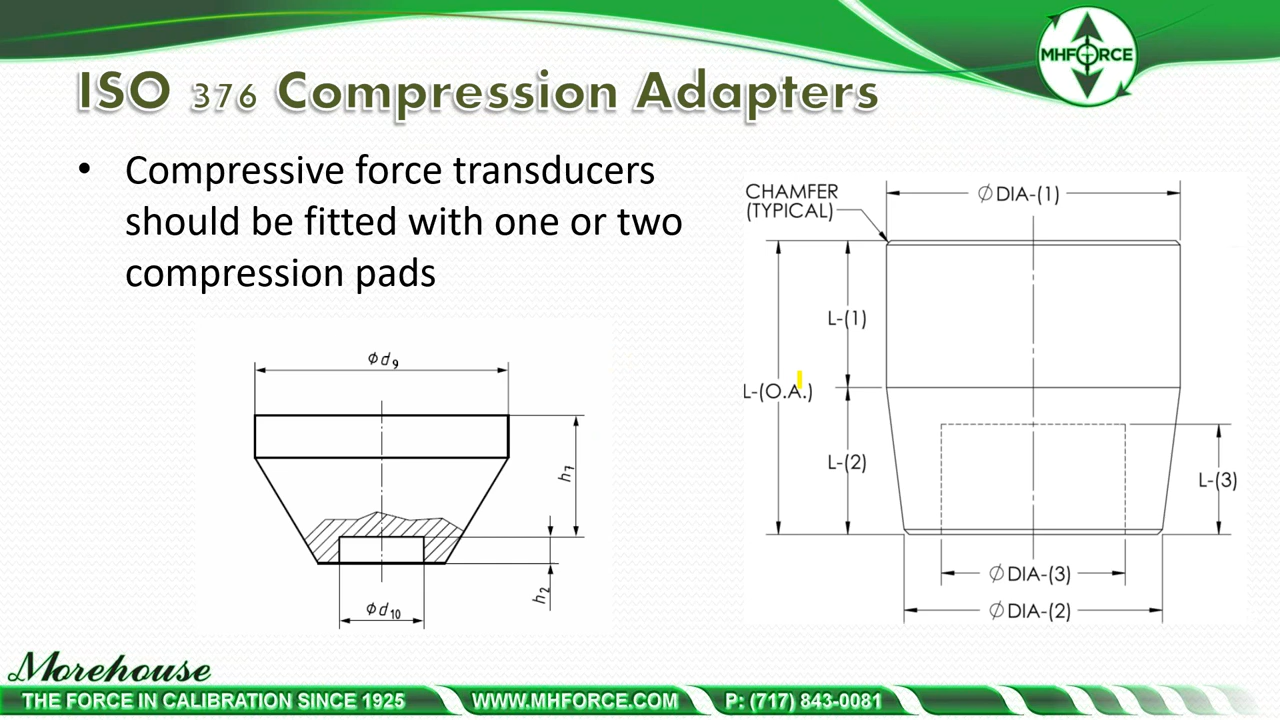 MHFORCE
ISO 376 Compression Adapters
• Compressive force transducers
should be fitted with one or two
compression pads
CHAMFER
(TYPICAL)
∅ DIA-(1)
L-(1)
L-(O.A.)
L-(2)
L-(3)
∅ DIA-(3)
∅ DIA-(2)
Φd9
h7
h2
Φd10
Morehouse
THE FORCE IN CALIBRATION SINCE 1925
WWW.MHFORCE.COM
P: (717) 843-0081